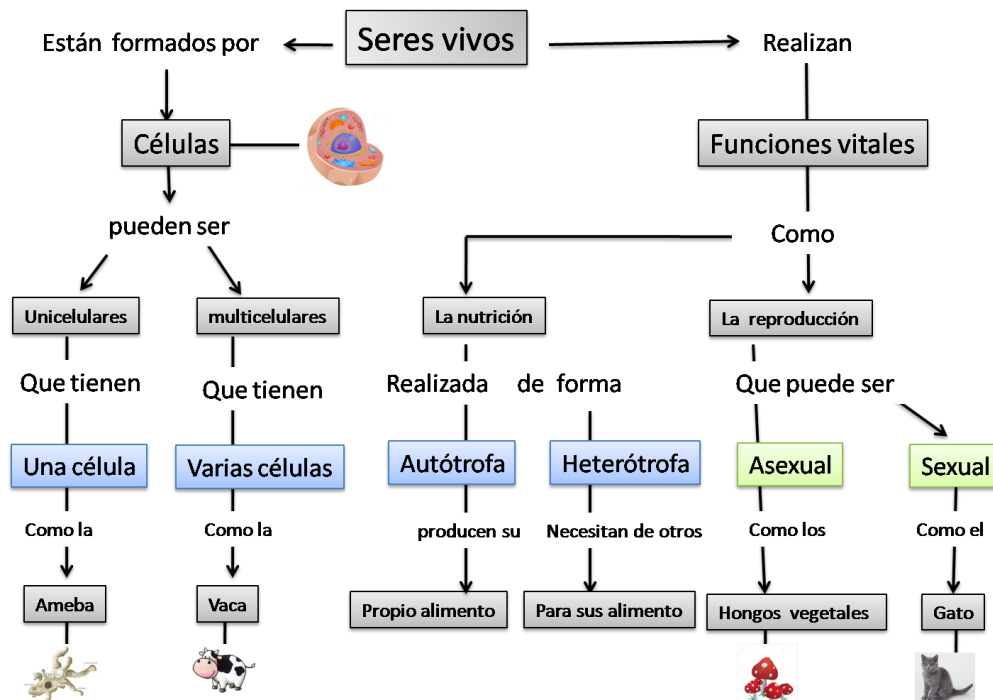 Seres vivos
Están formados por
Realizan
Células
Funciones vitales
pueden ser
Como
Unicelulares
multicelulares
La nutrición
La reproducción
Que tienen
Que tienen
Realizada de forma
Que puede ser
Una célula
Varias células
Autótrofa
Heterótrofa
Asexual
Sexual
Como la
Como la
producen su
Necesitan de otros
Como los
Como el
Ameba
Vaca
Propio alimento
Para sus alimento
Hongos vegetales
Gato